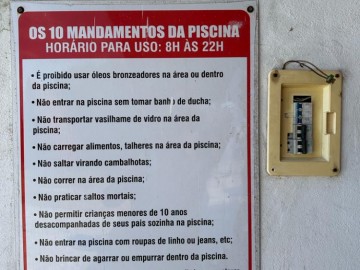 OS 10 MANDAMENTOS DA PISCINA
HORÁRIO PARA USO: 8H ÀS 22H
• É proibido usar óleos bronzeadores na área ou dentro
da piscina;
• Não entrar na piscina sem tomar banho de ducha;
• Não transportar vasilhame de vidro na área da
piscina;
• Não carregar alimentos, talheres na área da piscina;
• Não saltar virando cambalhotas;
• Não correr na área da piscina;
• Não praticar saltos mortais;
• Não permitir crianças menores de 10 anos
desacompanhadas de seus pais sozinha na piscina;
• Não entrar na piscina com roupas de linho ou jeans, etc;
• Não brincar de agarrar ou empurrar dentro da piscina.